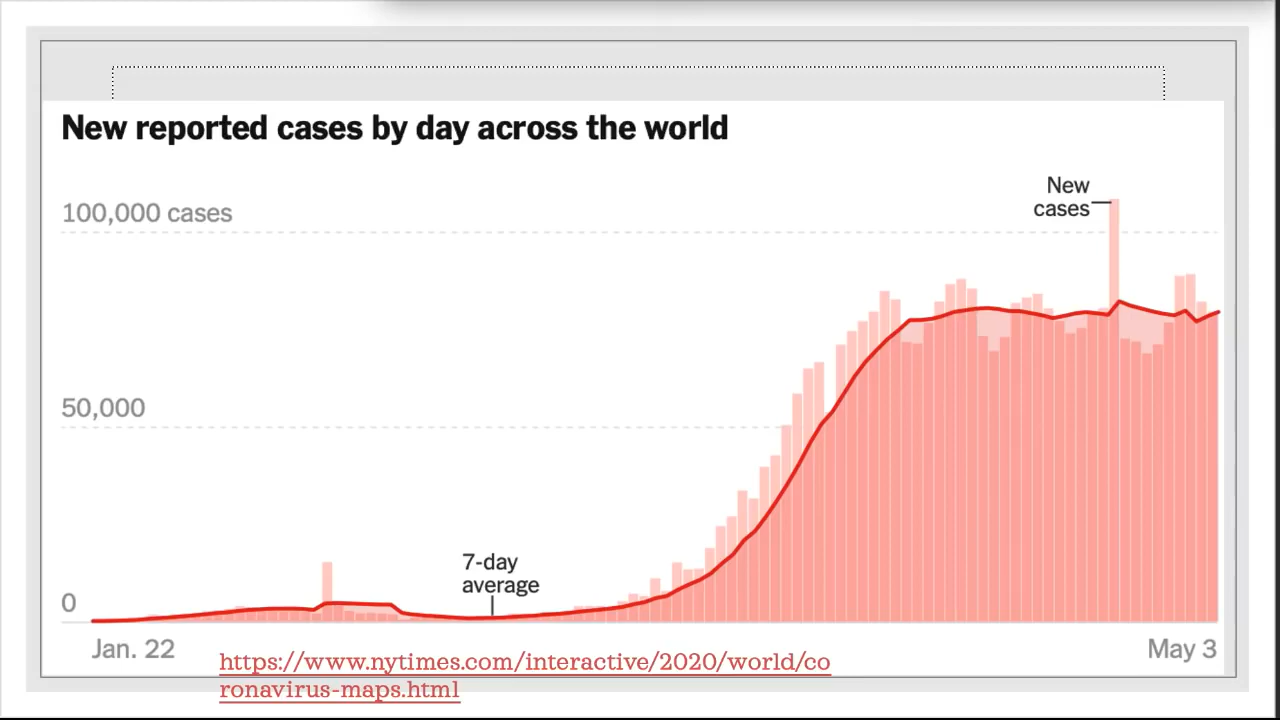 New reported cases by day across the world
New
cases
100,000 cases
50,000
7-day
average
0
Jan. 22
May 3
https://www.nytimes.com/interactive/2020/world/co
ronavirus-maps.html